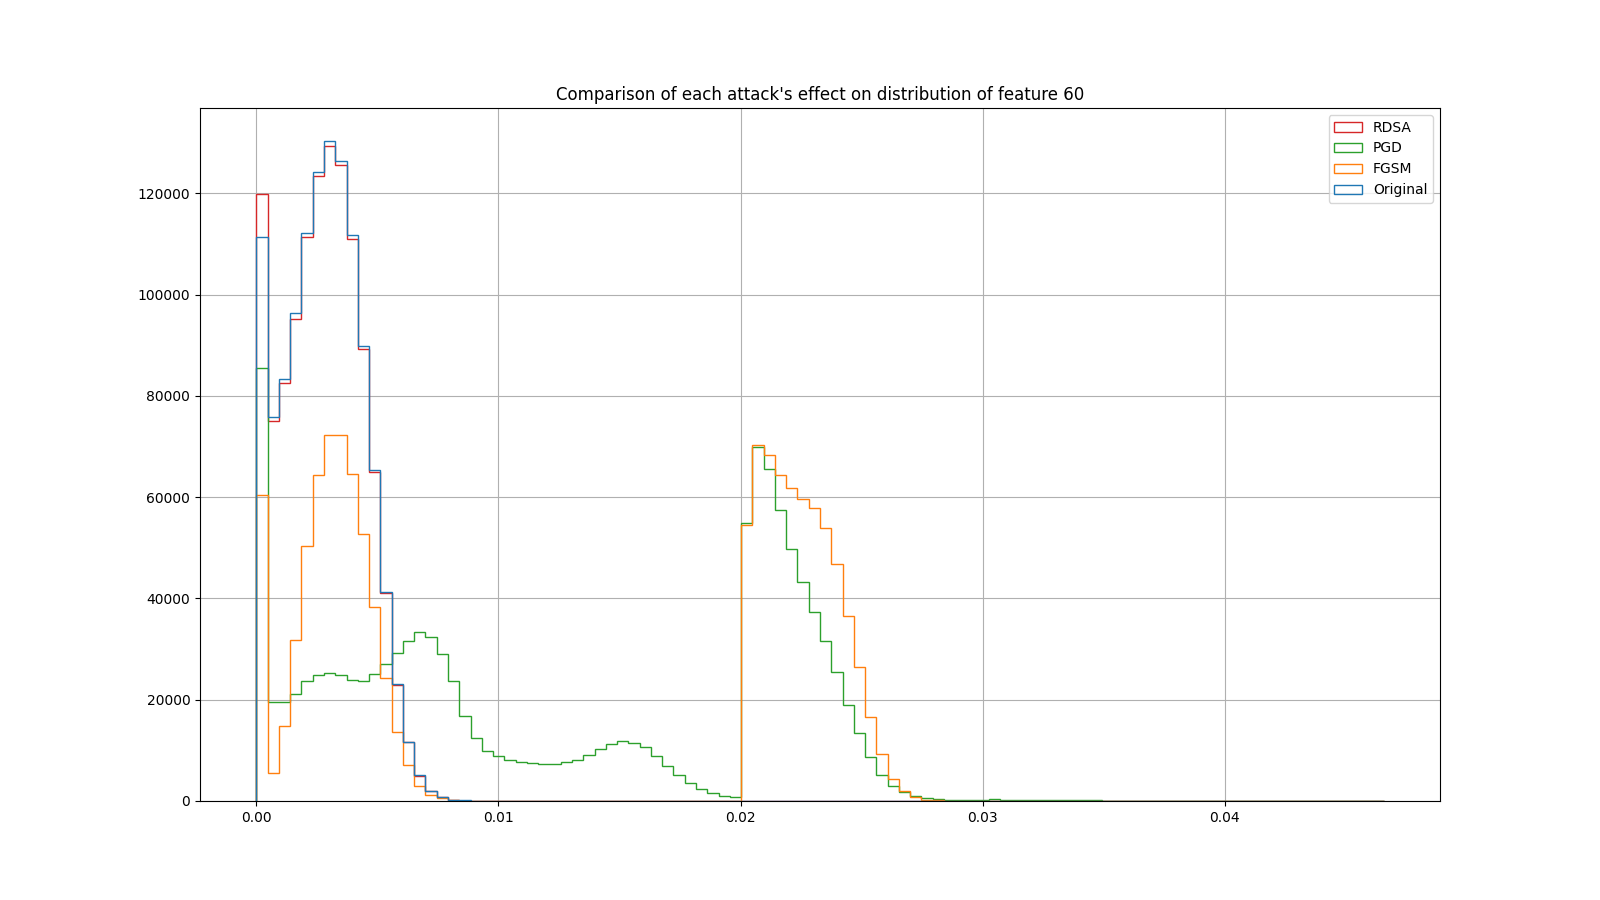 Comparison of each attack's effect on distribution of feature 60
RDSA
PGD
FGSM
Original
120000
100000
80000
60000
40000
20000
0
0.00 0.01 0.02 0.03 0.04